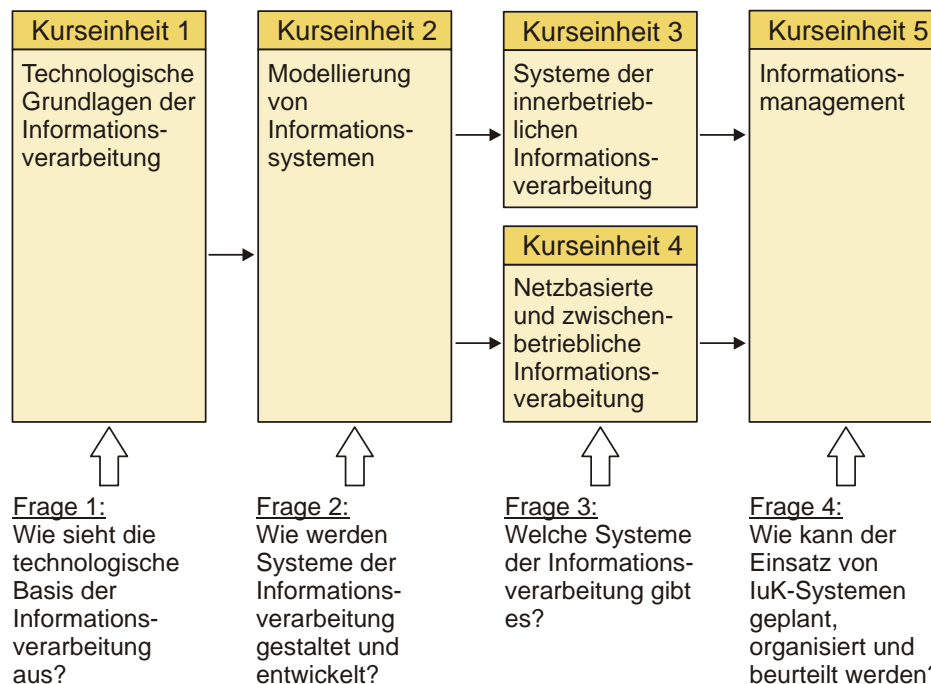 Kurseinheit 1
Technologische
Grundlagen der
Informations-
verarbeitung
Kurseinheit 2
Modellierung
von
Informations-
systemen
Kurseinheit 3
Systeme der
innerbetrieb-
lichen
Informations-
verarbeitung
Kurseinheit 4
Netzbasierte
und zwischen-
betriebliche
Informations-
verabeitung
Kurseinheit 5
Informations-
management
Frage 1:
Wie sieht die
technologische
Basis der
Informations-
verarbeitung
aus?
Frage 2:
Wie werden
Systeme der
Informations-
verarbeitung
gestaltet und
entwickelt?
Frage 3:
Welche Systeme
der Informations-
verarbeitung gibt
es?
Frage 4:
Wie kann der
Einsatz von
IuK-Systemen
geplant,
organisiert und
beurteilt werden?